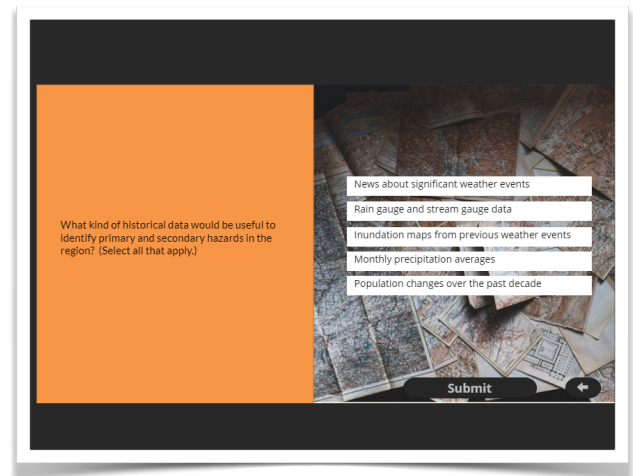 What kind of historical data would be useful to
identify primary and secondary hazards in the
region? (Select all that apply.)
News about significant weather events
Rain gauge and stream gauge data
Inundation maps from previous weather events
Monthly precipitation averages
Population changes over the past decade
Submit